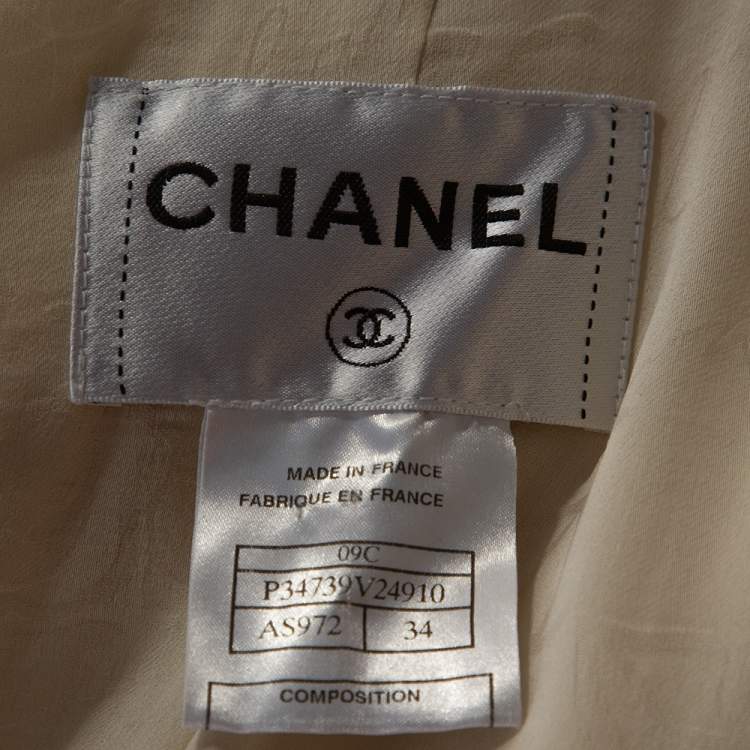 CHANEL
MADE IN FRANCE
FABRIQUE EN FRANCE
09C
P34739V24910
AS972 34
COMPOSITION